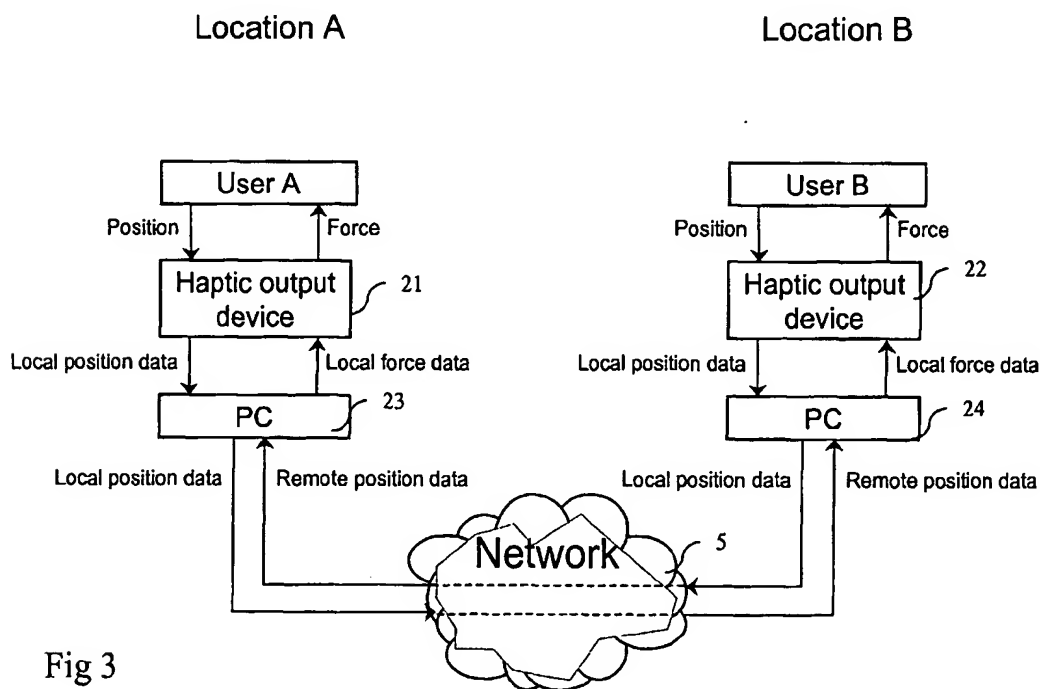 Location A
Location B
User A
User B
Position
Force
Position
Force
Haptic output
device
21
Haptic output
device
22
Local position data
Local force data
Local position data
Local force data
PC
23
PC
24
Local position data
Remote position data
Local position data
Remote position data
Network
5
Fig 3